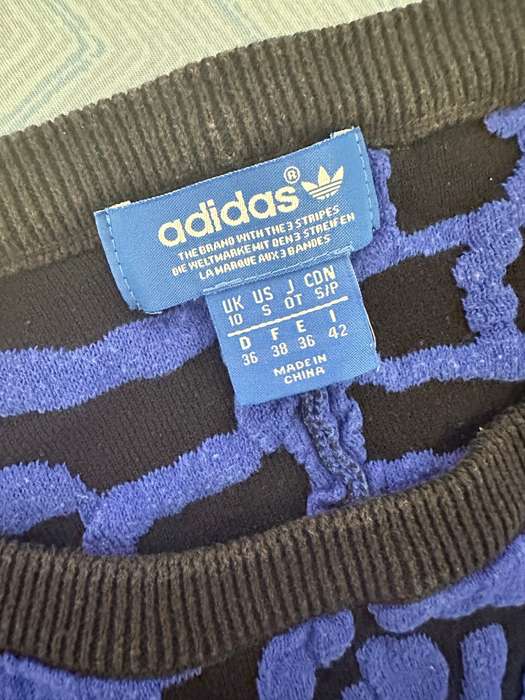 adidas®
THE BRAND WITH THE 3 STRIPES
DIE WELTMARKE MIT DEN 3 STREIFEN
LA MARQUE AUX 3 BANDES
UK US J CDN
10 S OT S/P
D F E I
36 38 36 42
MADE IN
CHINA